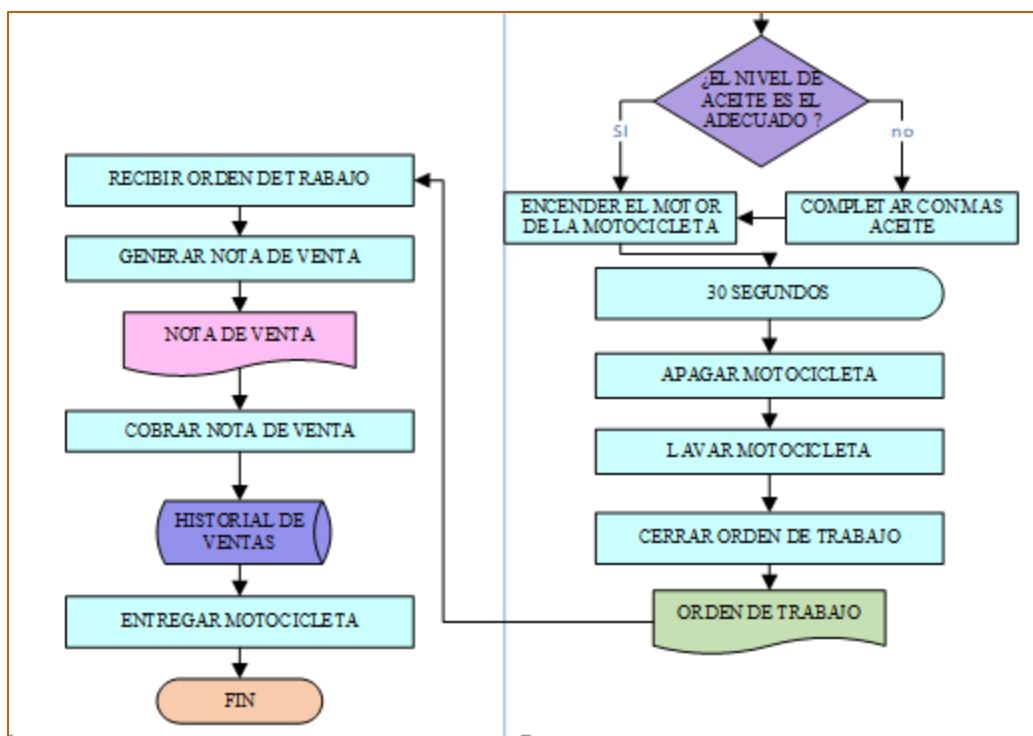 ¿EL NIVEL DE
ACEITE ES EL
ADECUADO ?
SI
no
ENCENDER EL MOTOR
DE LA MOTOCICLETA
COMPLETAR CON MAS
ACEITE
30 SEGUNDOS
APAGAR MOTOCICLETA
LAVAR MOTOCICLETA
CERRAR ORDEN DE TRABAJO
ORDEN DE TRABAJO
RECIBIR ORDEN DE TRABAJO
GENERAR NOTA DE VENTA
NOTA DE VENTA
COBRAR NOTA DE VENTA
HISTORIAL DE
VENTAS
ENTREGAR MOTOCICLETA
FIN